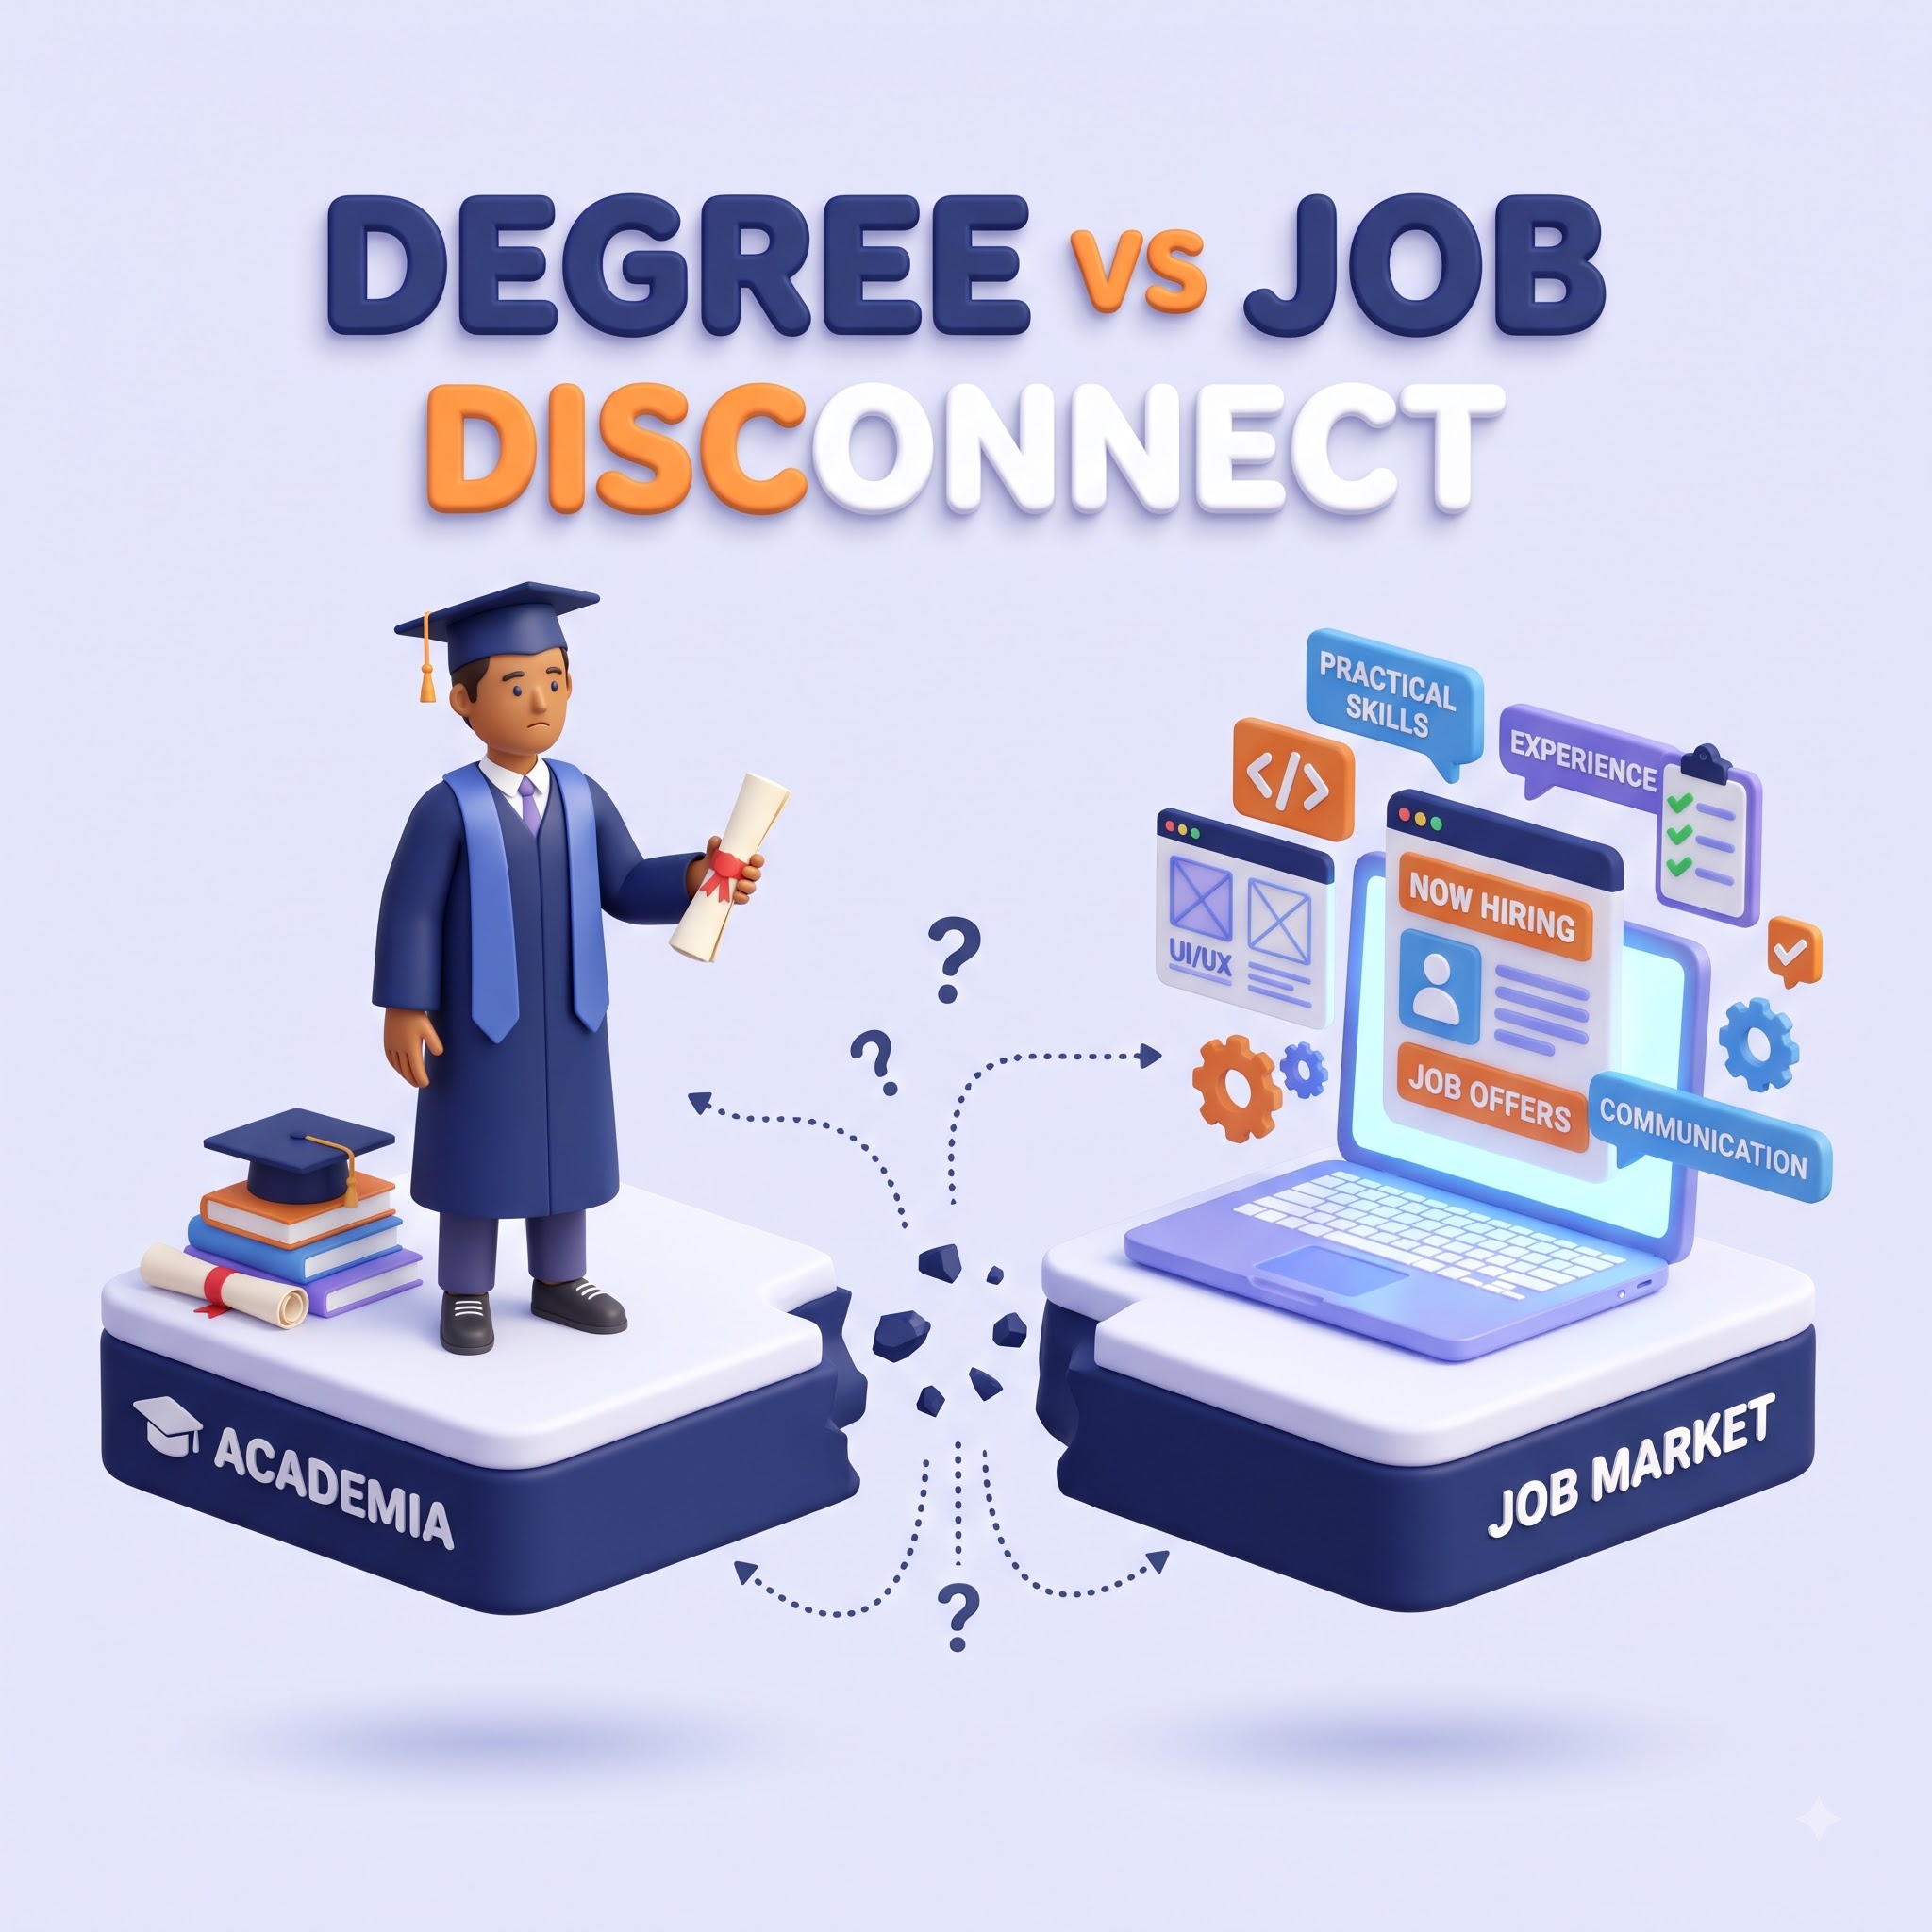 DEGREE VS JOB
DISCONNECT
PRACTICAL
SKILLS
EXPERIENCE
</>
UI/UX
NOW HIRING
JOB OFFERS
COMMUNICATION
?
?
?
ACADEMIA
JOB MARKET